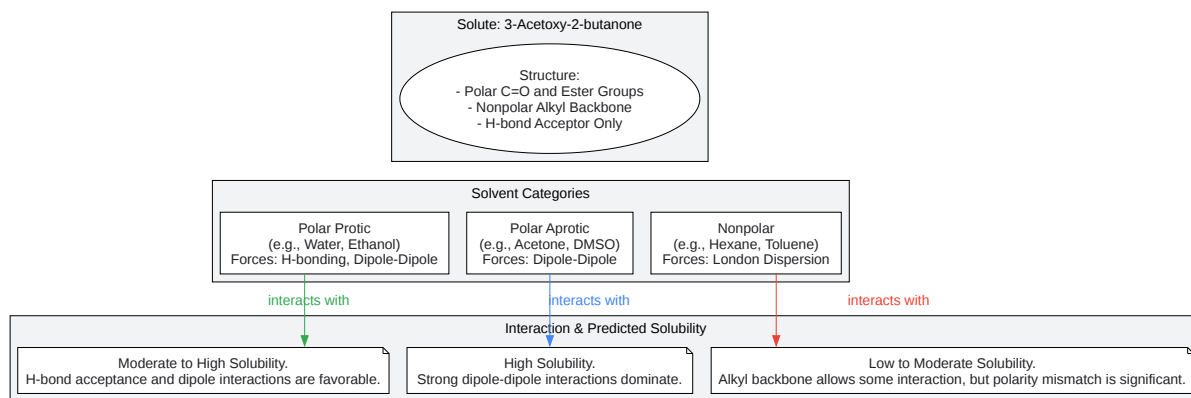 Solute: 3-Acetoxy-2-butanone
Structure:
- Polar C=O and Ester Groups
- Nonpolar Alkyl Backbone
- H-bond Acceptor Only
Solvent Categories
Polar Protic
(e.g., Water, Ethanol)
Forces: H-bonding, Dipole-Dipole
Polar Aprotic
(e.g., Acetone, DMSO)
Forces: Dipole-Dipole
Nonpolar
(e.g., Hexane, Toluene)
Forces: London Dispersion
interacts with
interacts with
interacts with
Interaction & Predicted Solubility
Moderate to High Solubility.
H-bond acceptance and dipole interactions are favorable.
High Solubility.
Strong dipole-dipole interactions dominate.
Low to Moderate Solubility.
Alkyl backbone allows some interaction, but polarity mismatch is significant.